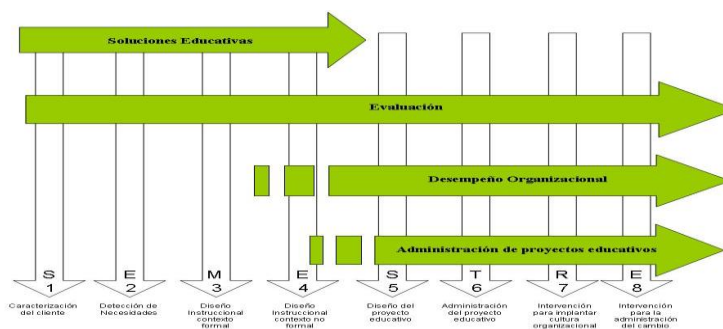 Soluciones Educativas
Evaluación
Desempeño Organizacional
Administración de proyectos educativos
S E M E S T R E
1 2 3 4 5 6 7 8
Caracterización
del cliente
Detección de
Necesidades
Diseño
Instruccional
contexto
formal
Diseño
Instruccional
contexto no
formal
Diseño del
proyecto
educativo
Administración
del proyecto
educativo
Intervención
para implantar
cultura
organizacional
Intervención
para la
administración
del cambio